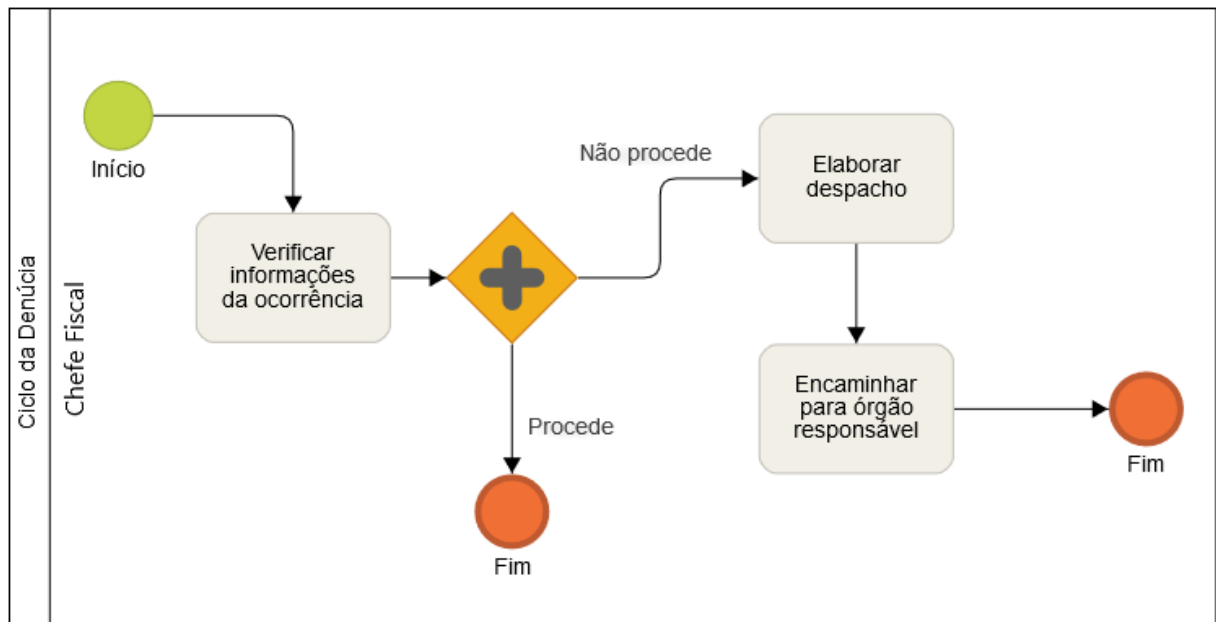 Ciclo da Denúcia
Chefe Fiscal
Início
Verificar
informações
da ocorrência
Não procede
Procede
Fim
Elaborar
despacho
Encaminhar
para órgão
responsável
Fim